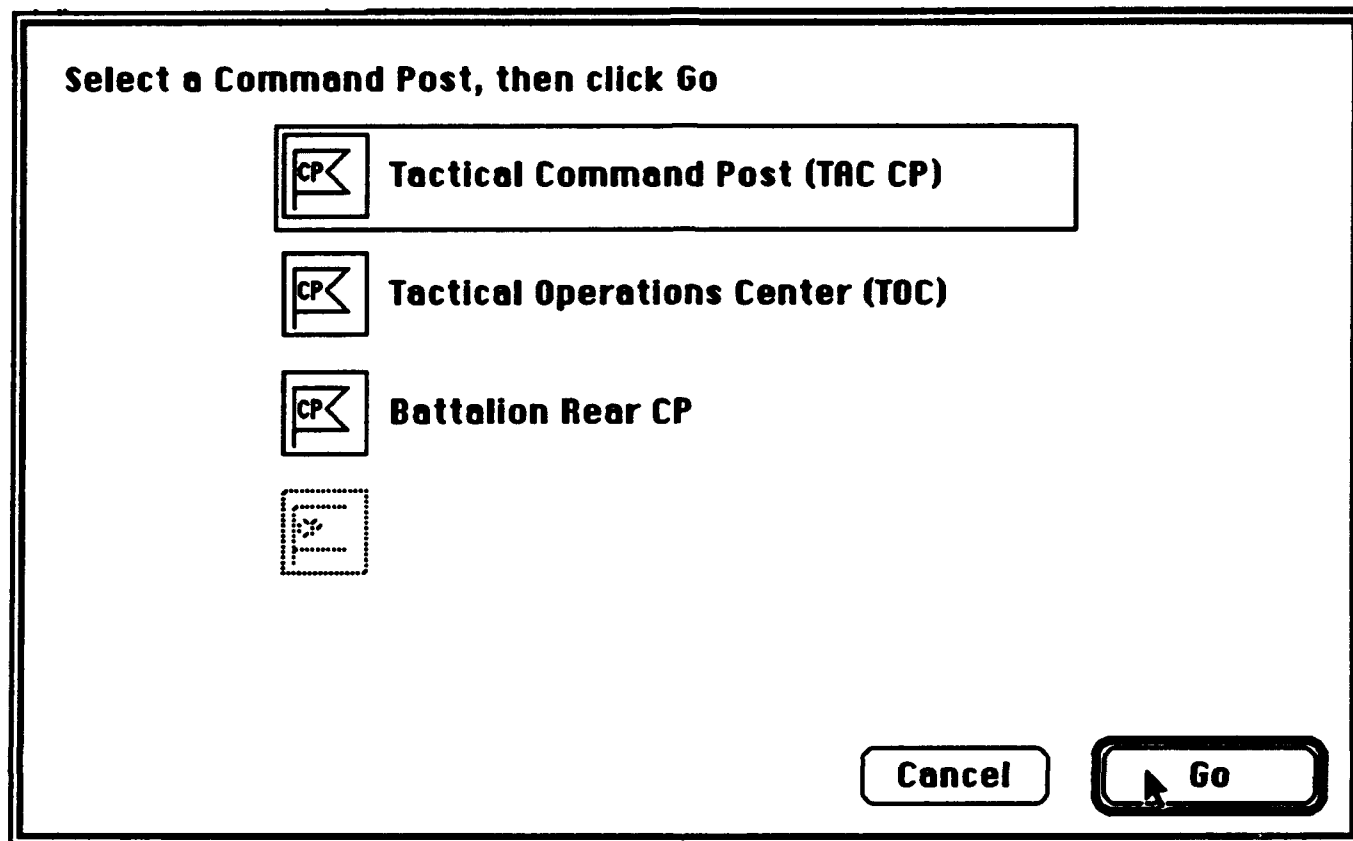 Select a Command Post, then click Go
CP Tactical Command Post (TAC CP)
CP Tactical Operations Center (TOC)
CP Battalion Rear CP
Cancel Go